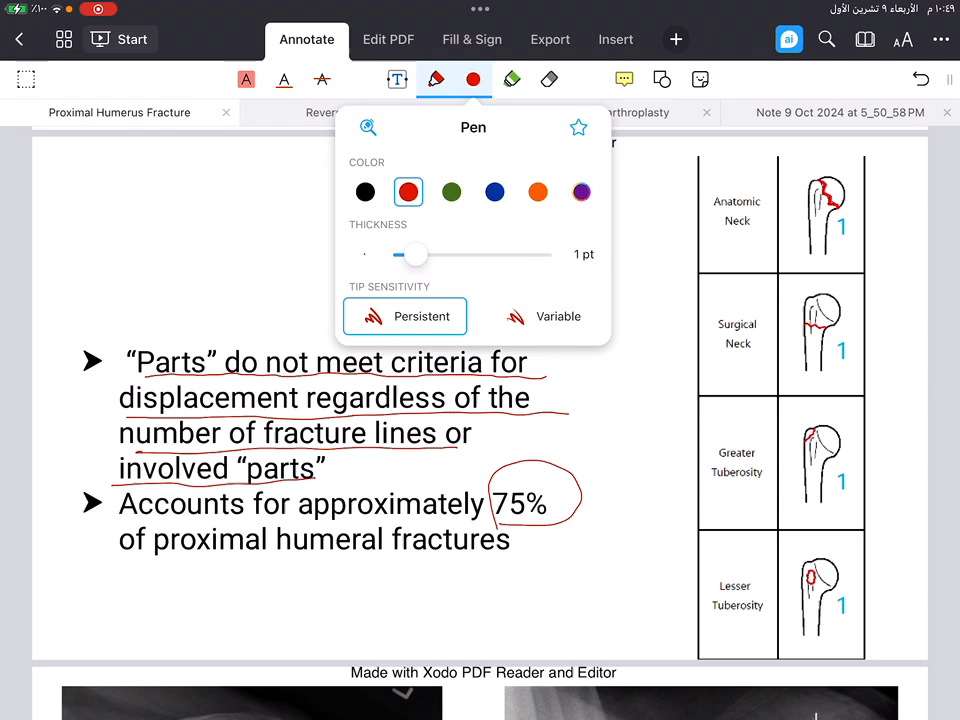 ٪١٠٠
١٠:٤٩ م الأربعاء ٩ تشرين الأول
Start
Annotate
Edit PDF
Fill & Sign
Export
Insert
ai
AA
A
A
A
T
Proximal Humerus Fracture
Rever
rthroplasty
Note 9 Oct 2024 at 5_50_58 PM
Pen
COLOR
THICKNESS
1 pt
TIP SENSITIVITY
Persistent
Variable
r
“Parts” do not meet criteria for
displacement regardless of the
number of fracture lines or
involved “parts”
Accounts for approximately 75%
of proximal humeral fractures
Anatomic
Neck
1
Surgical
Neck
1
Greater
Tuberosity
1
Lesser
Tuberosity
1
Made with Xodo PDF Reader and Editor